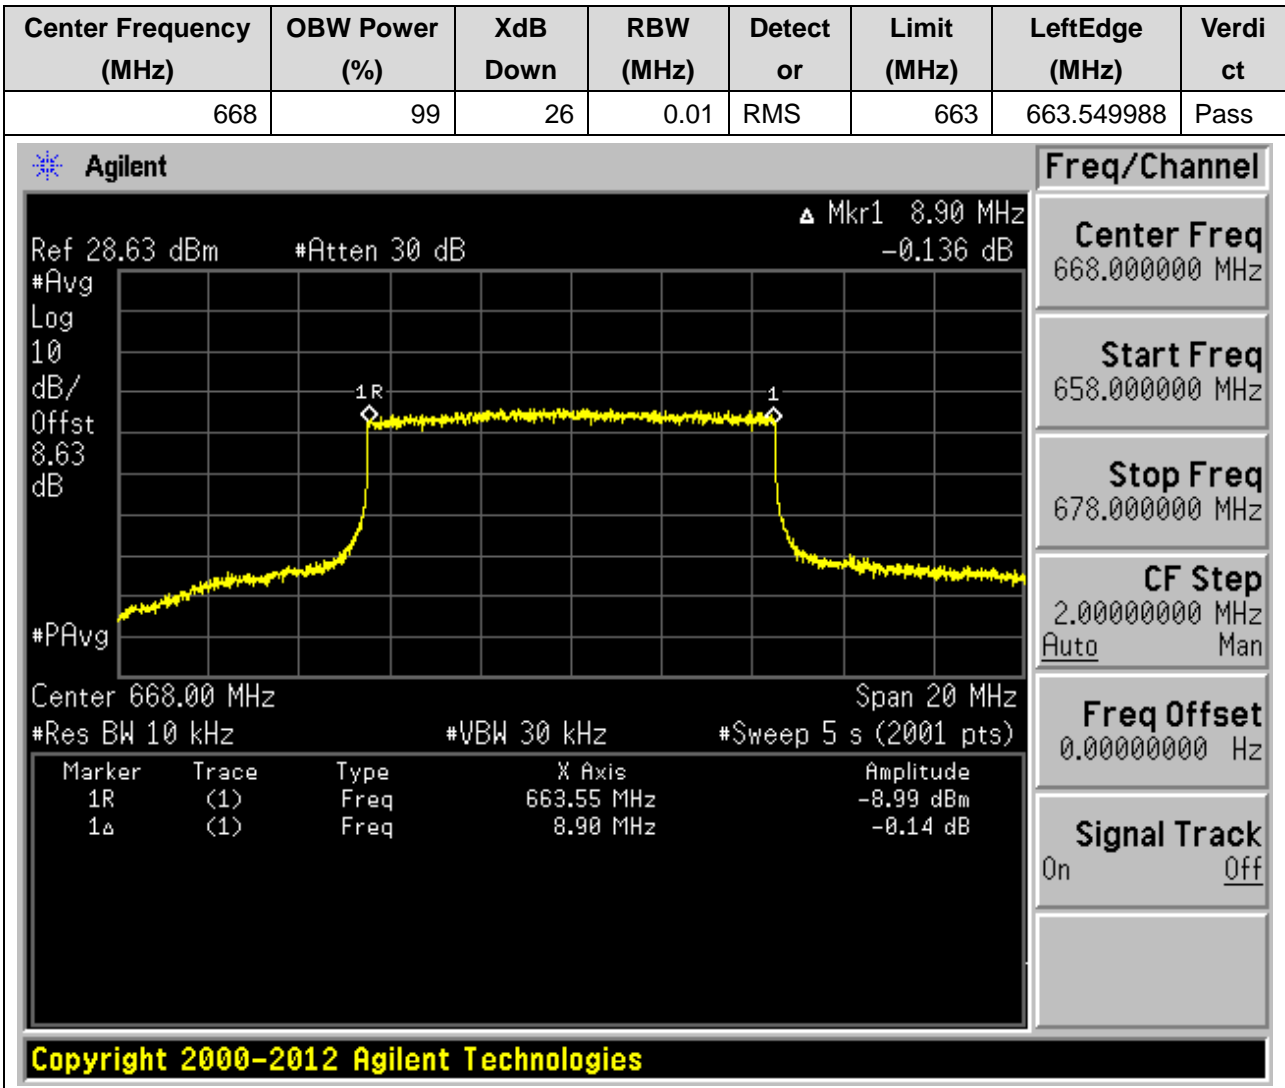 Center Frequency (MHz) OBW Power (%) XdB Down RBW (MHz) Detect or Limit (MHz) LeftEdge (MHz) Verdi ct
668 99 26 0.01 RMS 663 663.549988 Pass
Agilent
Freq/Channel
Δ Mkr1 8.90 MHz
Ref 28.63 dBm #Atten 30 dB -0.136 dB
#Avg
Log
10
dB/
Offst
8.63
dB
#PAvg
1R
1
Center 668.00 MHz Span 20 MHz
#Res BW 10 kHz #VBW 30 kHz #Sweep 5 s (2001 pts)
Marker Trace Type X Axis Amplitude
1R (1) Freq 663.55 MHz -8.99 dBm
1Δ (1) Freq 8.90 MHz -0.14 dB
Center Freq
668.000000 MHz
Start Freq
658.000000 MHz
Stop Freq
678.000000 MHz
CF Step
2.00000000 MHz
Auto Man
Freq Offset
0.00000000 Hz
Signal Track
On Off
Copyright 2000-2012 Agilent Technologies